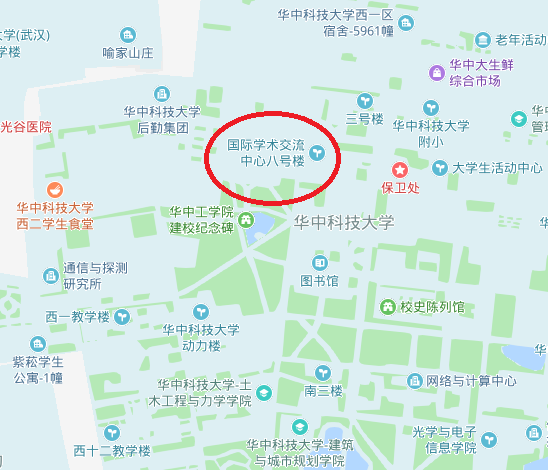 华中科技大学西一区
宿舍-5961幢
大学(武汉)
学楼
喻家山庄
老年活动
华中大生鲜
综合市场
华中科技大学
后勤集团
三号楼
华中科技大学
附小
华中
管理
光谷医院
国际学术交流
中心八号楼
大学生活动中心
保卫处
华中科技大学
西二学生食堂
华中工学院
建校纪念碑
华中科技大学
通信与探测
研究所
图书馆
校史陈列馆
西一教学楼
华中科技大学
动力楼
紫菘学生
公寓-1幢
南三楼
网络与计算中心
华中科技大学-土
木工程与力学学院
西十二教学楼
华中科技大学-建筑
与城市规划学院
光学与电子
信息学院